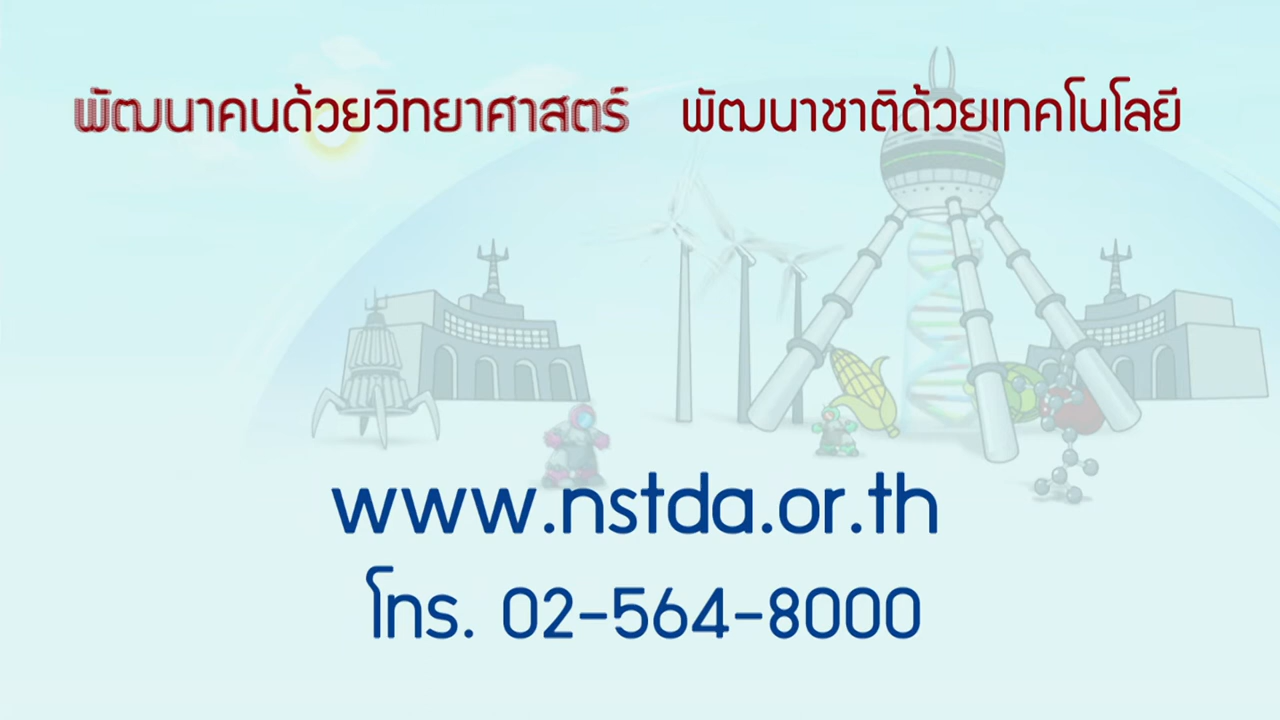 พัฒนาคนด้วยวิทยาศาสตร์ พัฒนาชาติด้วยเทคโนโลยี
www.nstda.or.th
โทร. 02-564-8000